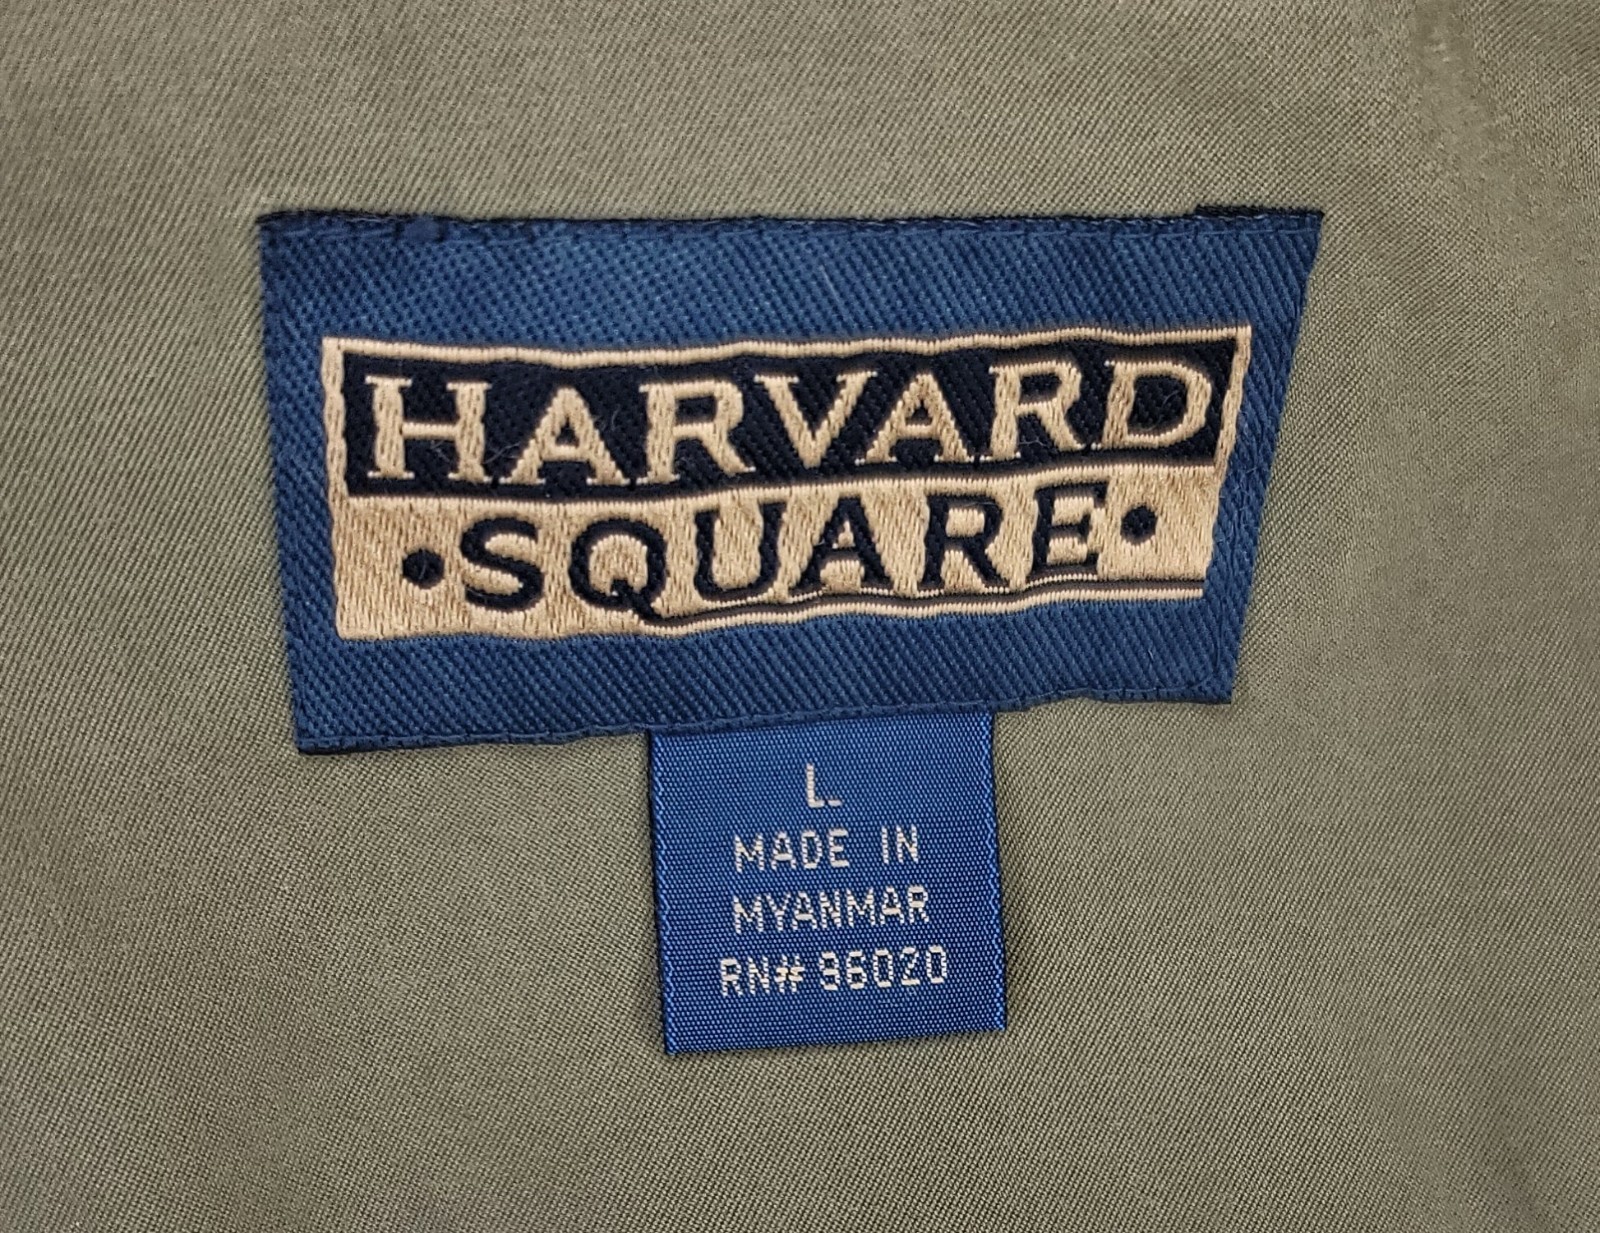 HARVARD
•SQUARE•
L
MADE IN
MYANMAR
RN# 96020